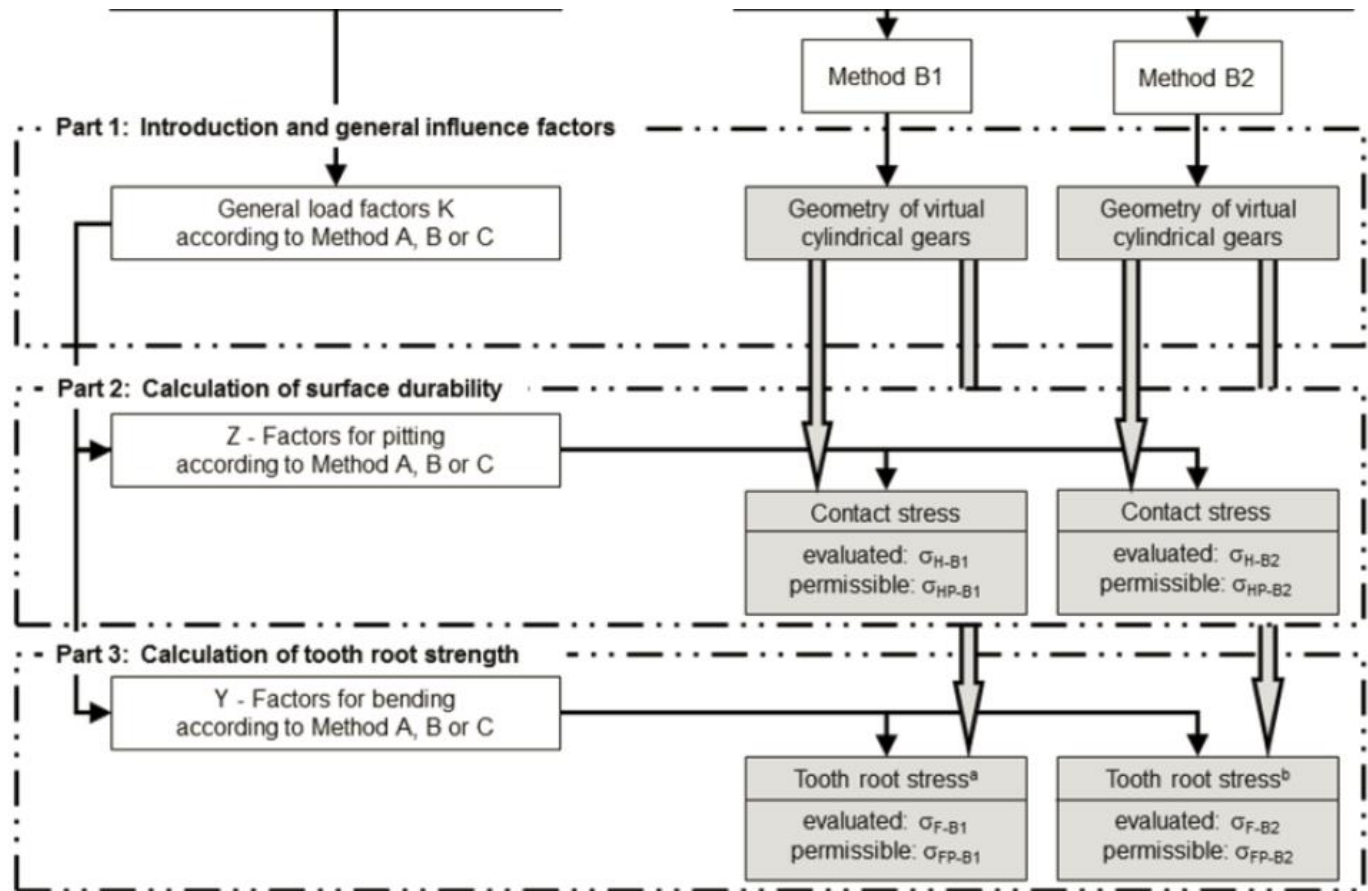 Method B1
Method B2
Part 1: Introduction and general influence factors
General load factors K
according to Method A, B or C
Geometry of virtual
cylindrical gears
Geometry of virtual
cylindrical gears
Part 2: Calculation of surface durability
Z - Factors for pitting
according to Method A, B or C
Contact stress
evaluated: σH-B1
permissible: σHP-B1
Contact stress
evaluated: σH-B2
permissible: σHP-B2
Part 3: Calculation of tooth root strength
Y - Factors for bending
according to Method A, B or C
Tooth root stressᵃ
evaluated: σF-B1
permissible: σFP-B1
Tooth root stressᵇ
evaluated: σF-B2
permissible: σFP-B2